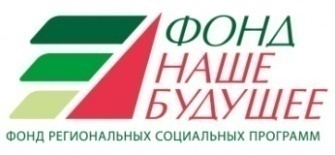 ФОНД
НАШЕ
БУДУЩЕЕ
ФОНД РЕГИОНАЛЬНЫХ СОЦИАЛЬНЫХ ПРОГРАММ